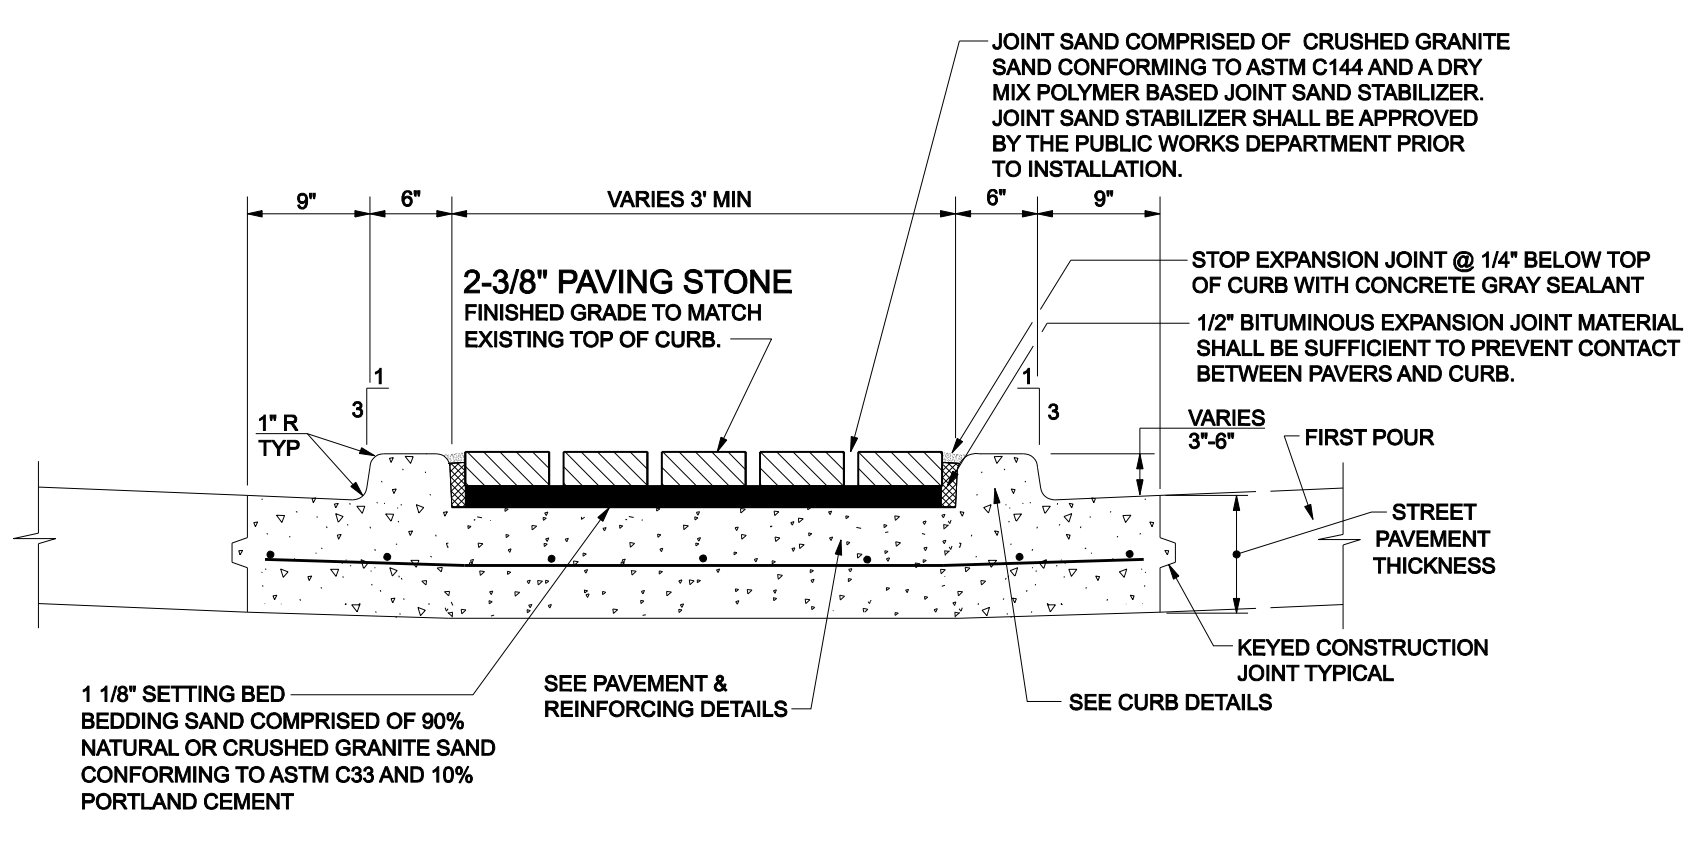 JOINT SAND COMPRISED OF CRUSHED GRANITE
SAND CONFORMING TO ASTM C144 AND A DRY
MIX POLYMER BASED JOINT SAND STABILIZER.
JOINT SAND STABILIZER SHALL BE APPROVED
BY THE PUBLIC WORKS DEPARTMENT PRIOR
TO INSTALLATION.
9"
6"
VARIES 3' MIN
6"
9"
STOP EXPANSION JOINT @ 1/4" BELOW TOP
OF CURB WITH CONCRETE GRAY SEALANT
2-3/8" PAVING STONE
FINISHED GRADE TO MATCH
EXISTING TOP OF CURB.
1/2" BITUMINOUS EXPANSION JOINT MATERIAL
SHALL BE SUFFICIENT TO PREVENT CONTACT
BETWEEN PAVERS AND CURB.
1
3
1
3
1" R
TYP
VARIES
3"-6"
FIRST POUR
STREET
PAVEMENT
THICKNESS
KEYED CONSTRUCTION
JOINT TYPICAL
SEE CURB DETAILS
SEE PAVEMENT &
REINFORCING DETAILS
1 1/8" SETTING BED
BEDDING SAND COMPRISED OF 90%
NATURAL OR CRUSHED GRANITE SAND
CONFORMING TO ASTM C33 AND 10%
PORTLAND CEMENT